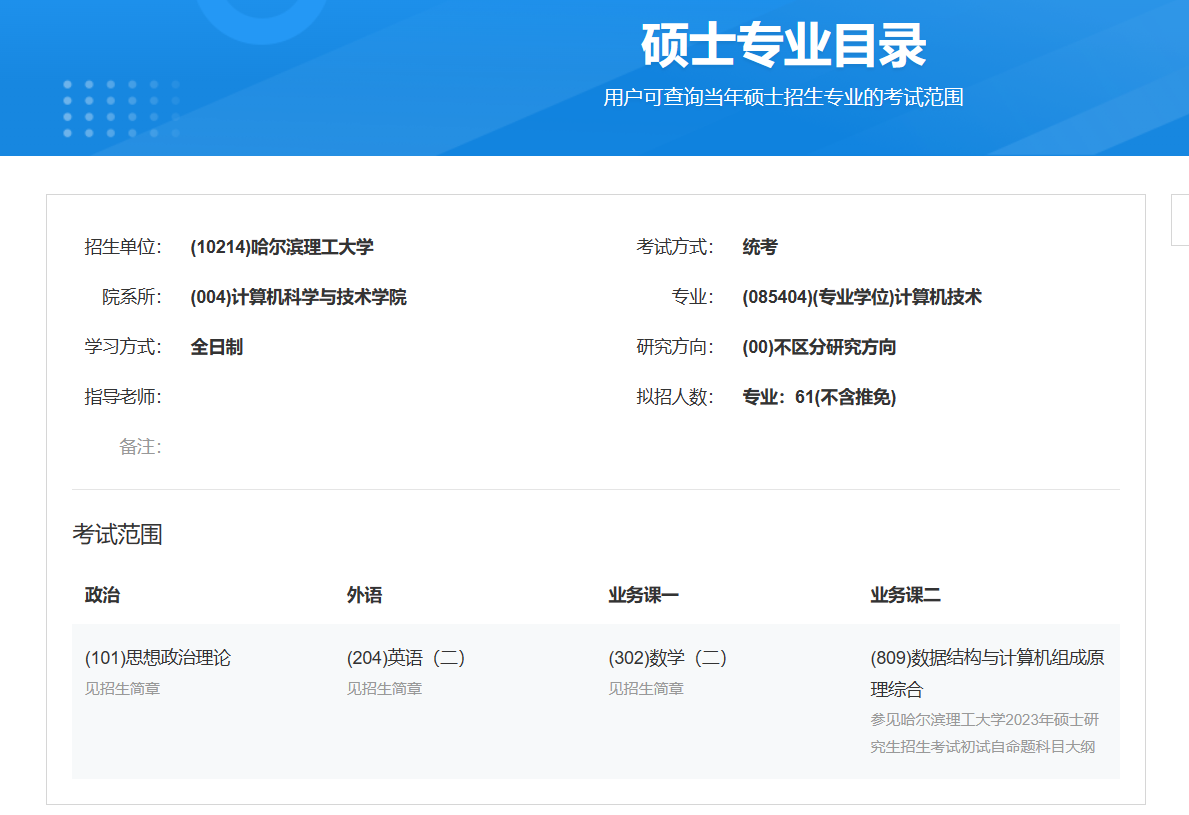 硕士专业目录
用户可查询当年硕士招生专业的考试范围
招生单位： (10214)哈尔滨理工大学
考试方式： 统考
院系所： (004)计算机科学与技术学院
专业： (085404)(专业学位)计算机技术
学习方式： 全日制
研究方向： (00)不区分研究方向
指导老师：
拟招人数： 专业：61(不含推免)
备注：
考试范围
政治 外语 业务课一 业务课二
(101)思想政治理论 (204)英语（二） (302)数学（二） (809)数据结构与计算机组成原
理综合
见招生简章 见招生简章 见招生简章
参见哈尔滨理工大学2023年硕士研
究生招生考试初试自命题科目大纲